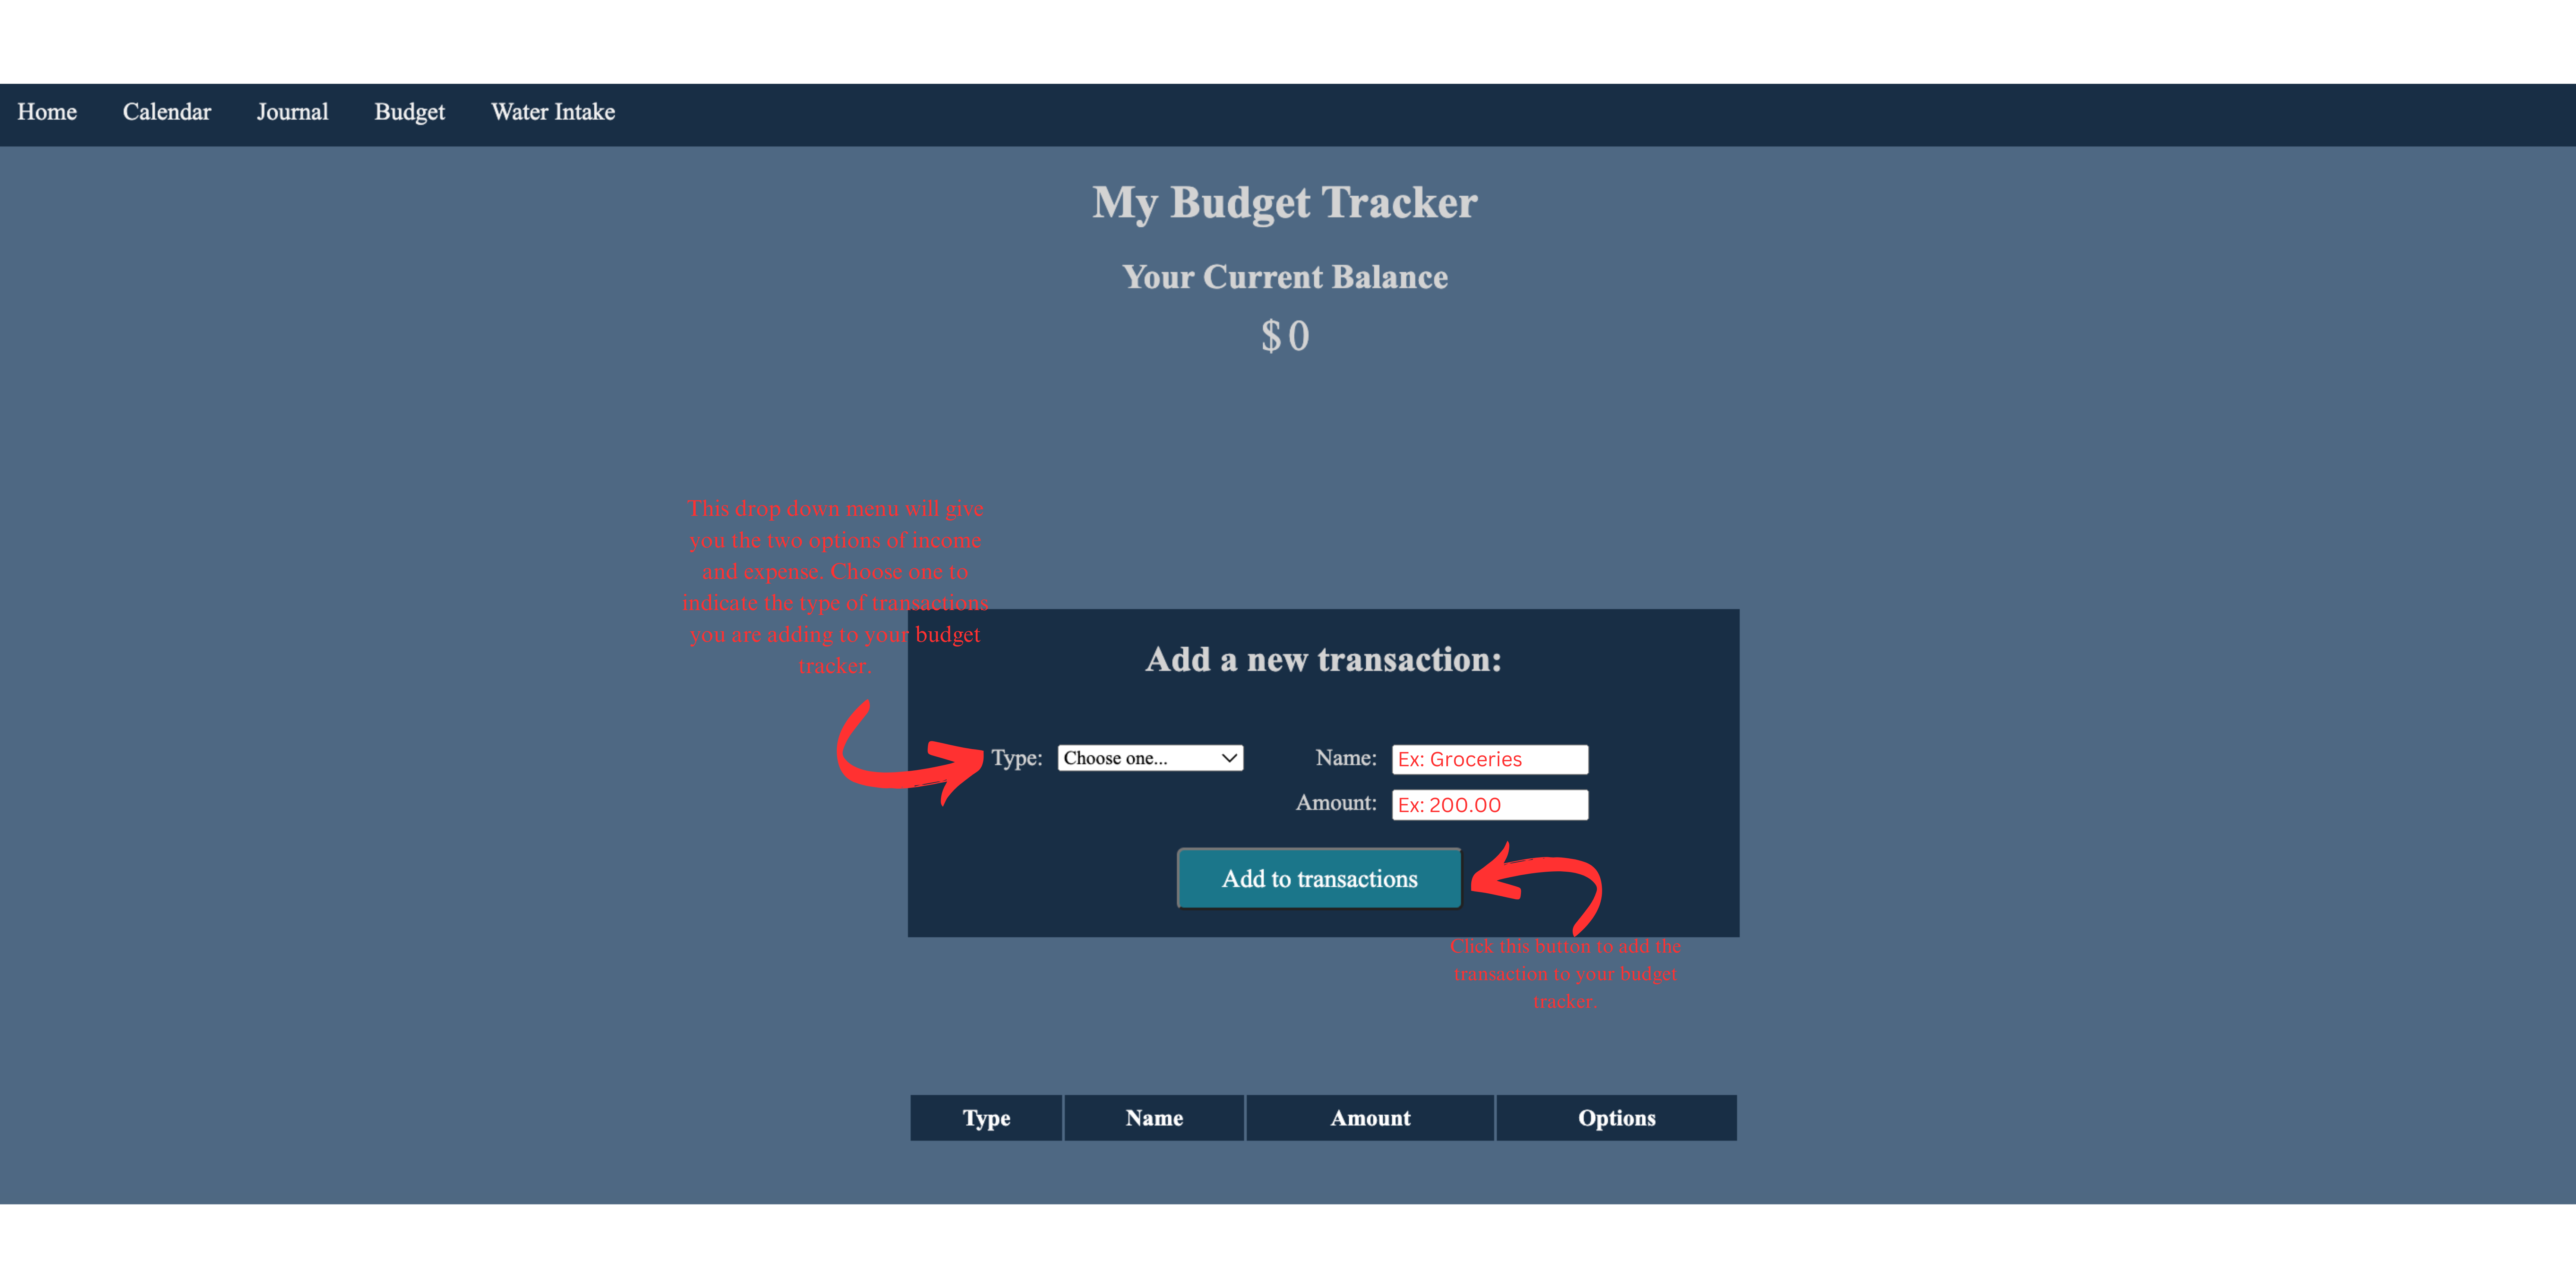 Home Calendar Journal Budget Water Intake
My Budget Tracker
Your Current Balance
$ 0
This drop down menu will give
you the two options of income
and expense. Choose one to
indicate the type of transactions
you are adding to your budget
tracker.
Add a new transaction:
Type: Choose one... Name: Ex: Groceries
Amount: Ex: 200.00
Add to transactions
Click this button to add the
transaction to your budget
tracker.
Type Name Amount Options